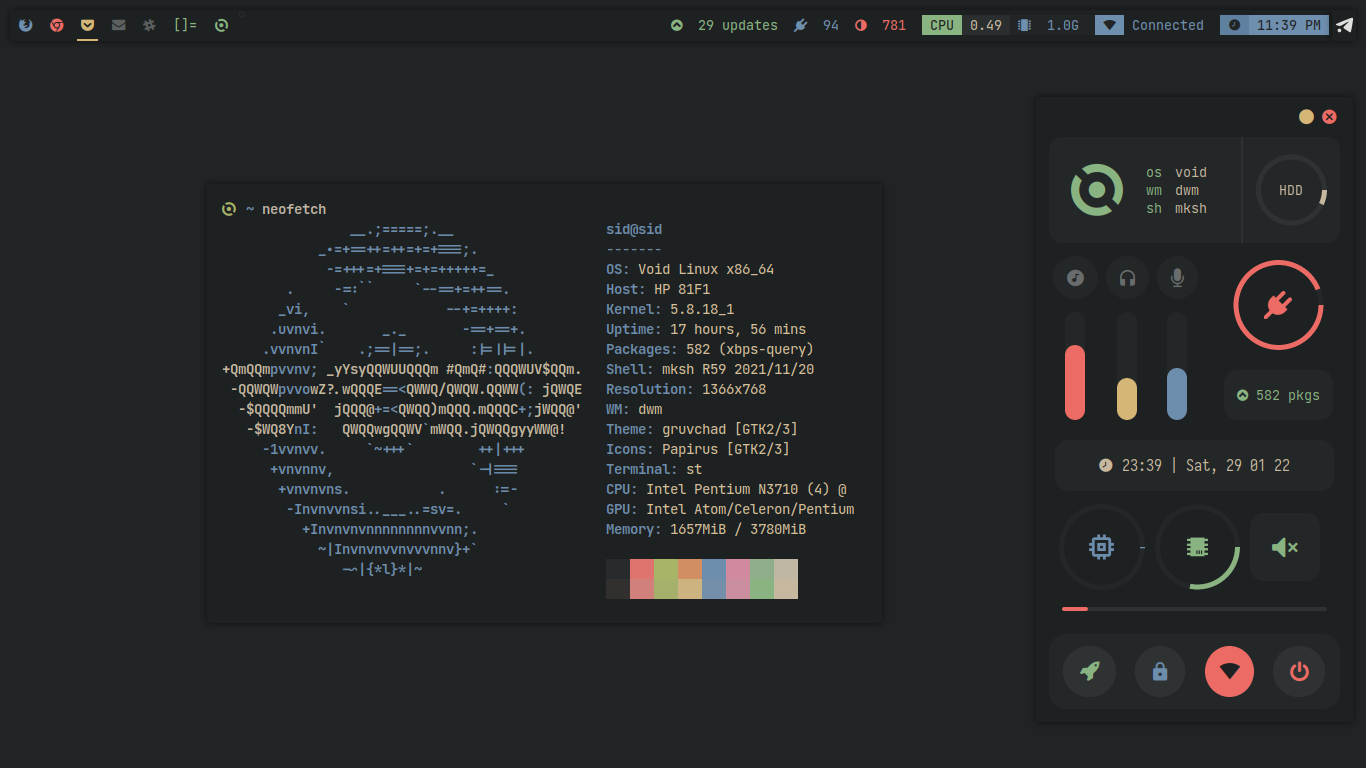 []=
29 updates 94 781 CPU 0.49 1.0G Connected 11:39 PM
~ neofetch
sid@sid
-------
OS: Void Linux x86_64
Host: HP 81F1
Kernel: 5.8.18_1
Uptime: 17 hours, 56 mins
Packages: 582 (xbps-query)
Shell: mksh R59 2021/11/20
Resolution: 1366x768
WM: dwm
Theme: gruvchad [GTK2/3]
Icons: Papirus [GTK2/3]
Terminal: st
CPU: Intel Pentium N3710 (4) @
GPU: Intel Atom/Celeron/Pentium
Memory: 1657MiB / 3780MiB
os void
wm dwm
sh mksh
HDD
582 pkgs
23:39 | Sat, 29 01 22